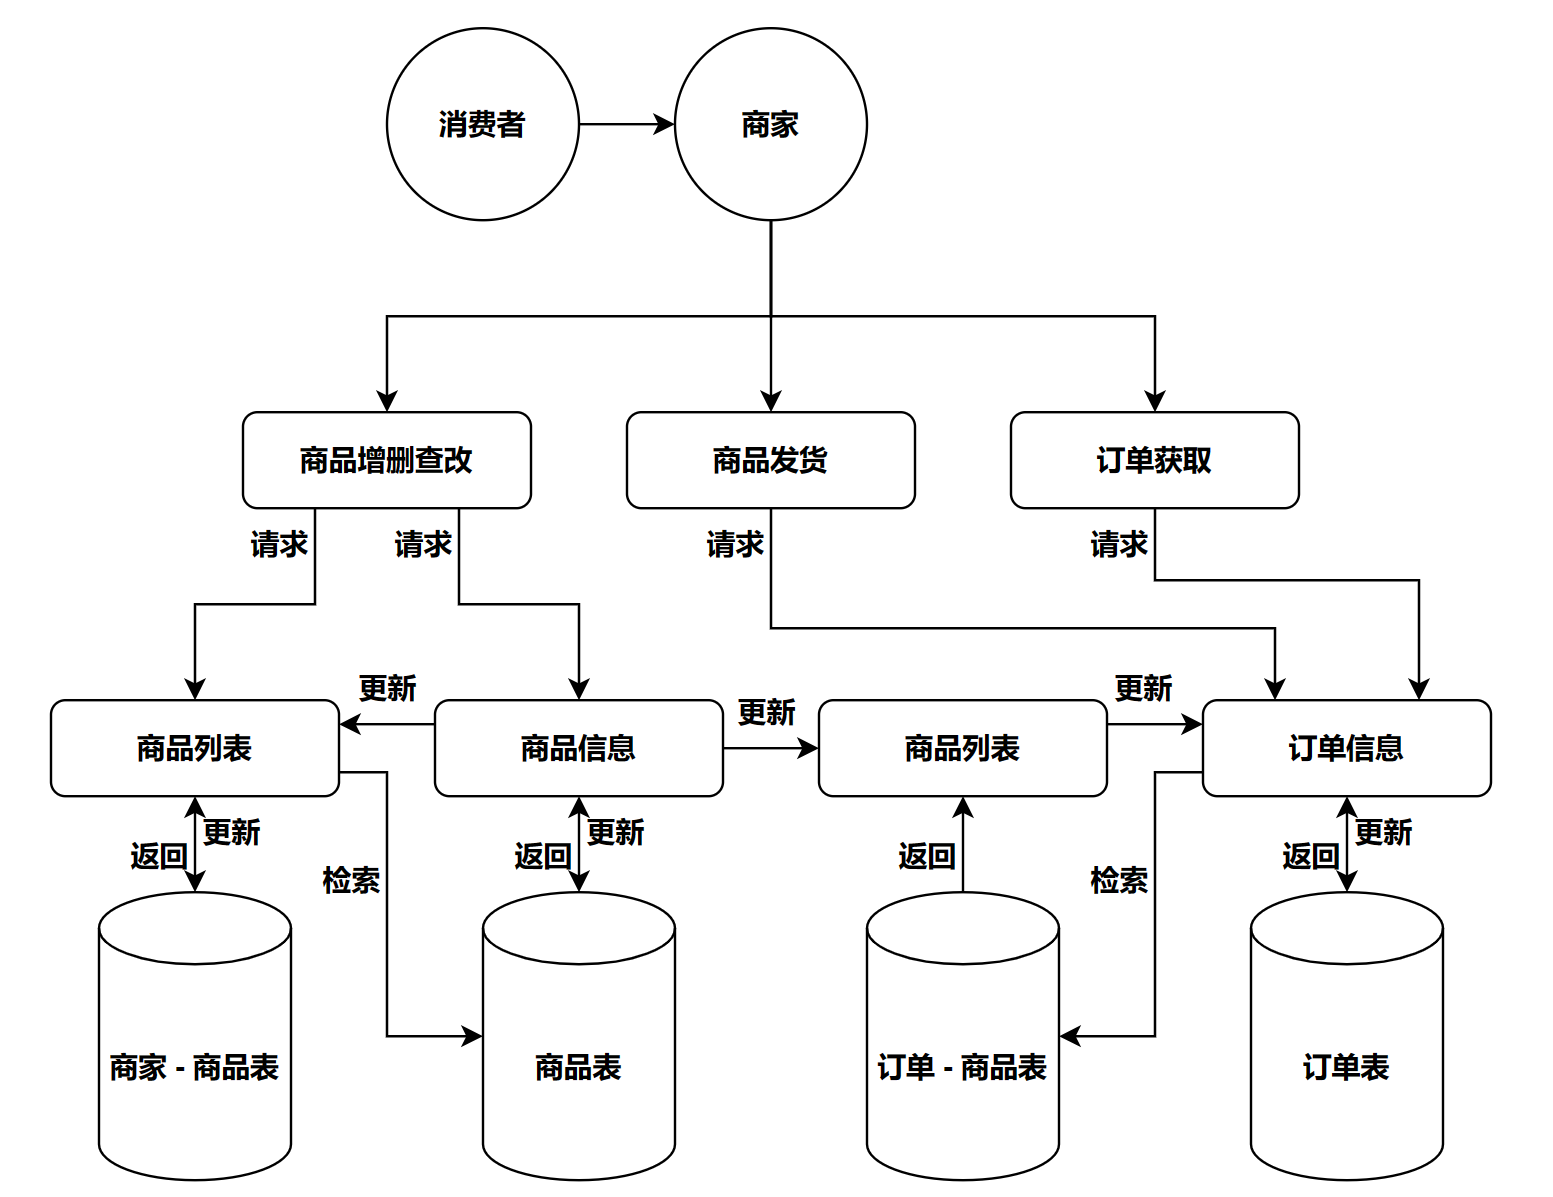 消费者
商家
商品增删查改
商品发货
订单获取
请求
请求
请求
请求
更新
更新
更新
商品列表
商品信息
商品列表
订单信息
更新
返回
更新
返回
返回
更新
返回
检索
检索
商家 - 商品表
商品表
订单 - 商品表
订单表